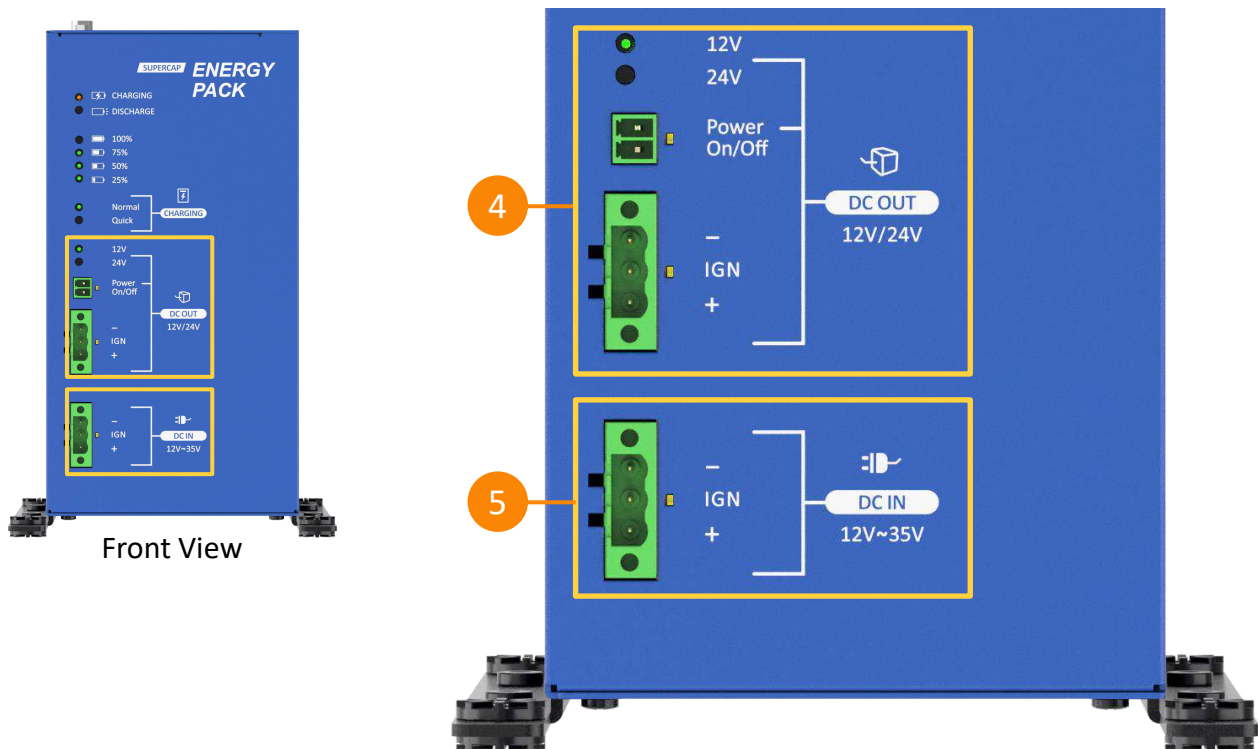 SUPERCAP ENERGY
PACK
CHARGING
DISCHARGE
100%
75%
50%
25%
Normal
Quick
CHARGING
12V
24V
Power
On/Off
DC OUT
12V/24V
−
IGN
+
−
IGN
+
DC IN
12V~35V
Front View
4
12V
24V
Power
On/Off
DC OUT
12V/24V
−
IGN
+
5
−
IGN
+
DC IN
12V~35V